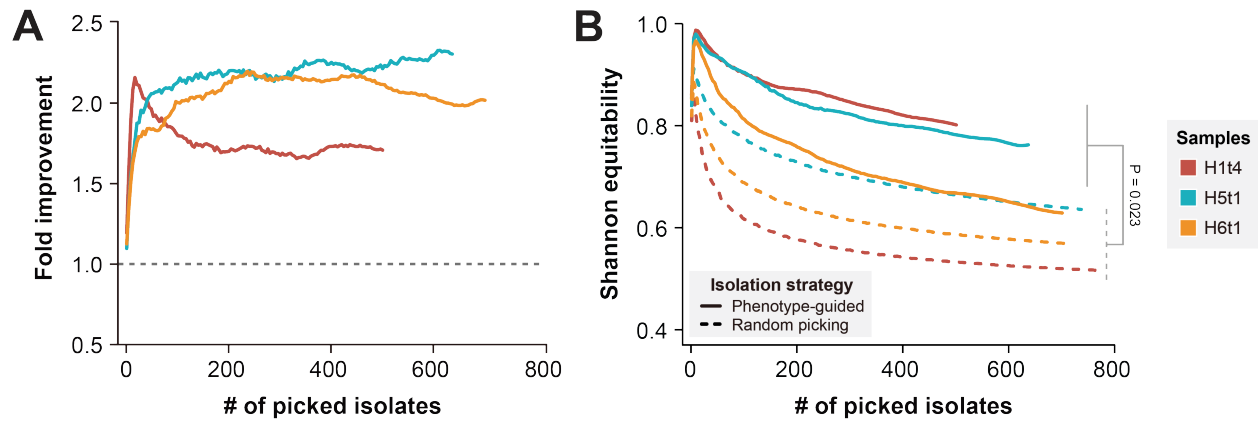 A
2.5
2.0
1.5
1.0
0.5
Fold improvement
0
200
400
600
800
# of picked isolates
B
1.0
0.8
0.6
0.4
Shannon equitability
Isolation strategy
Phenotype-guided
Random picking
P = 0.023
0
200
400
600
800
# of picked isolates
Samples
H1t4
H5t1
H6t1